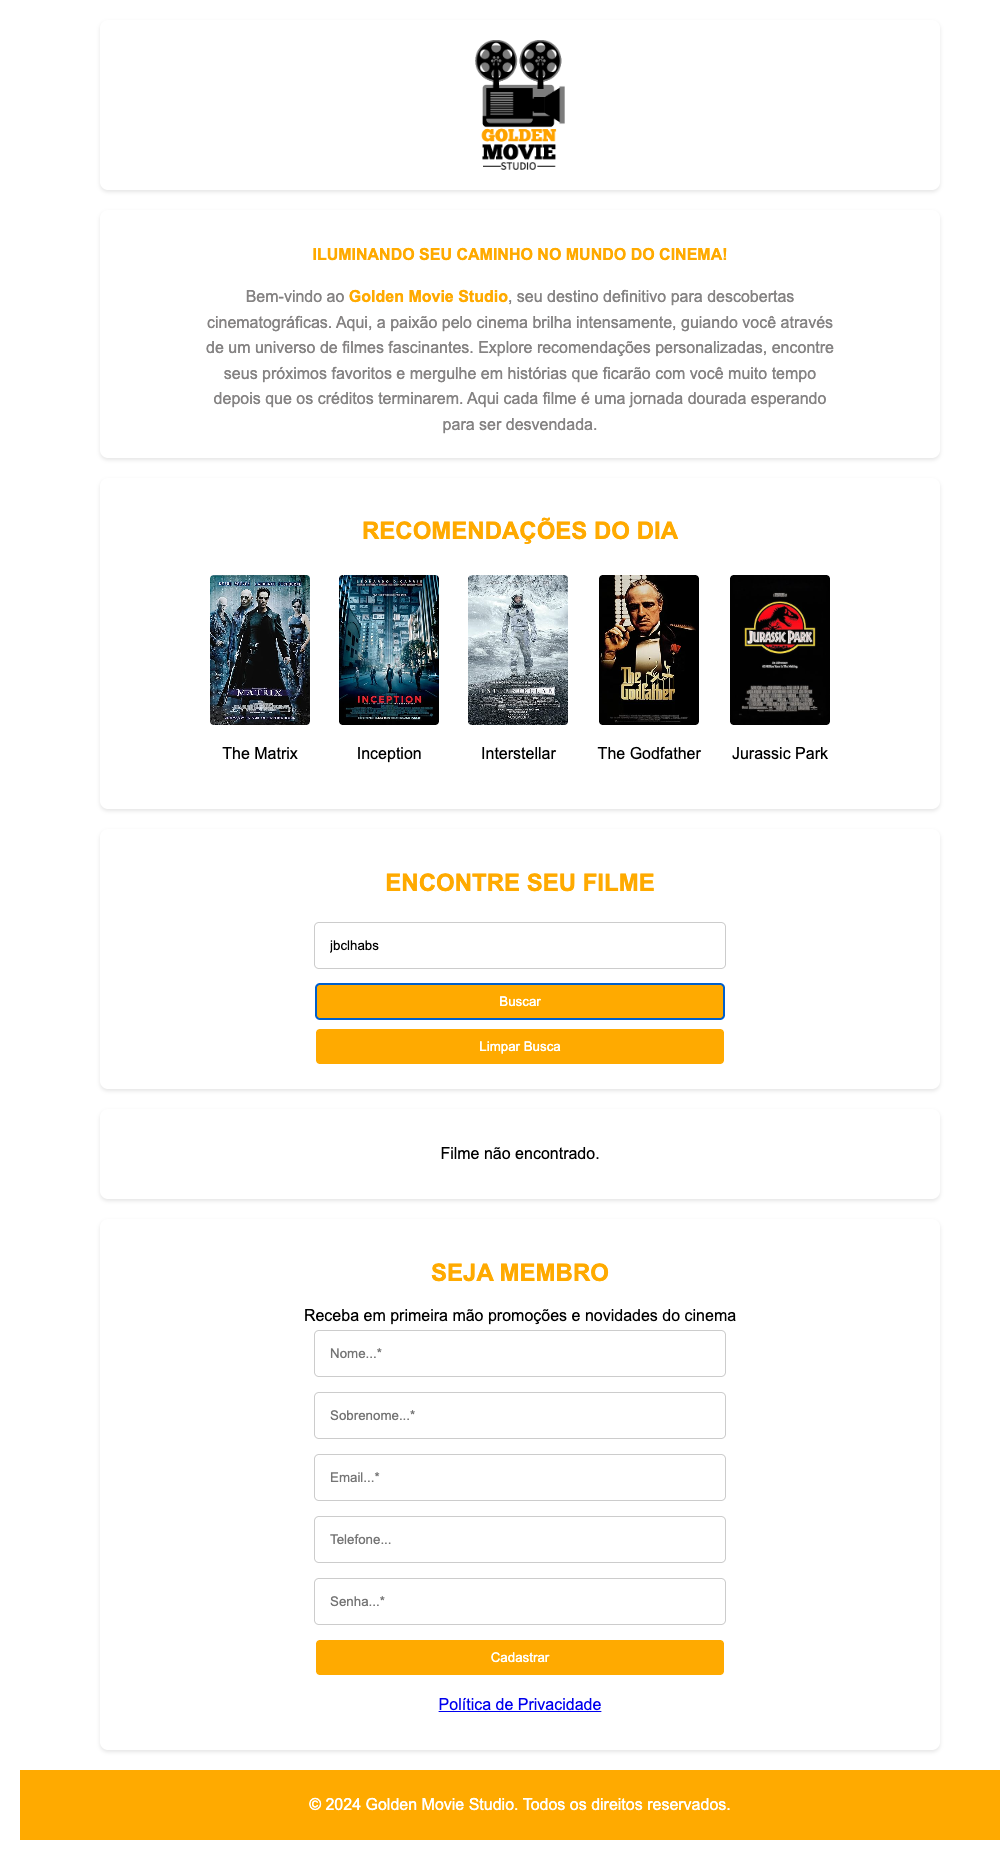 GOLDEN
MOVIE
STUDIO
ILUMINANDO SEU CAMINHO NO MUNDO DO CINEMA!
Bem-vindo ao Golden Movie Studio, seu destino definitivo para descobertas
cinematográficas. Aqui, a paixão pelo cinema brilha intensamente, guiando você através
de um universo de filmes fascinantes. Explore recomendações personalizadas, encontre
seus próximos favoritos e mergulhe em histórias que ficarão com você muito tempo
depois que os créditos terminarem. Aqui cada filme é uma jornada dourada esperando
para ser desvendada.
RECOMENDAÇÕES DO DIA
MATRIX
INCEPTION
INTERSTELLAR
The
Godfather
JURASSIC PARK
The Matrix
Inception
Interstellar
The Godfather
Jurassic Park
ENCONTRE SEU FILME
jbclhabs
Buscar
Limpar Busca
Filme não encontrado.
SEJA MEMBRO
Receba em primeira mão promoções e novidades do cinema
Nome...*
Sobrenome...*
Email...*
Telefone...
Senha...*
Cadastrar
Política de Privacidade
© 2024 Golden Movie Studio. Todos os direitos reservados.